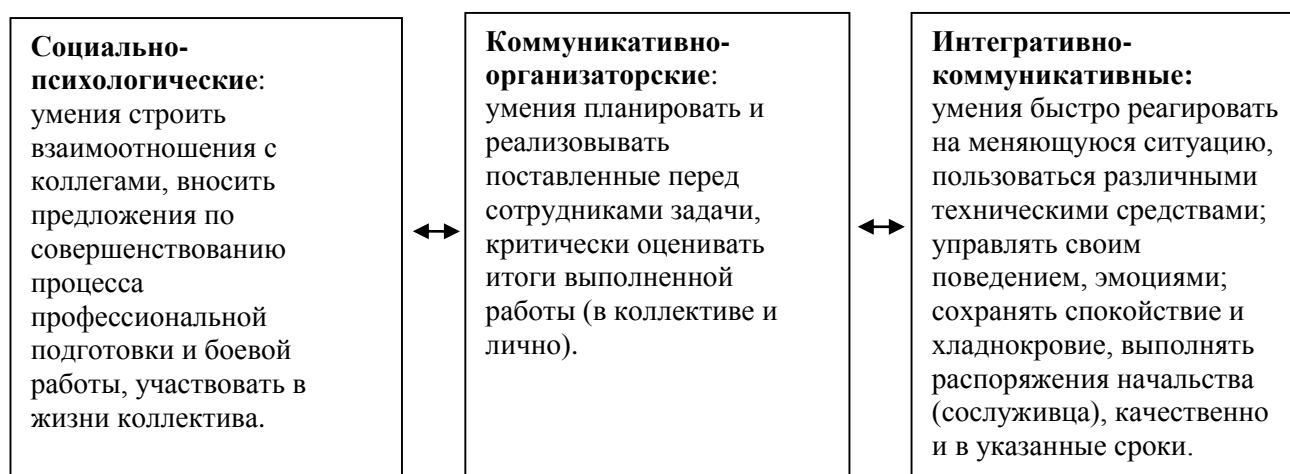 Социально-
психологические:
умения строить
взаимоотношения с
коллегами, вносить
предложения по
совершенствованию
процесса
профессиональной
подготовки и боевой
работы, участвовать в
жизни коллектива.
Коммуникативно-
организаторские:
умения планировать и
реализовывать
поставленные перед
сотрудниками задачи,
критически оценивать
итоги выполненной
работы (в коллективе и
лично).
Интегративно-
коммуникативные:
умения быстро реагировать
на меняющуюся ситуацию,
пользоваться различными
техническими средствами;
управлять своим
поведением, эмоциями;
сохранять спокойствие и
хладнокровие, выполнять
распоряжения начальства
(сослуживца), качественно
и в указанные сроки.